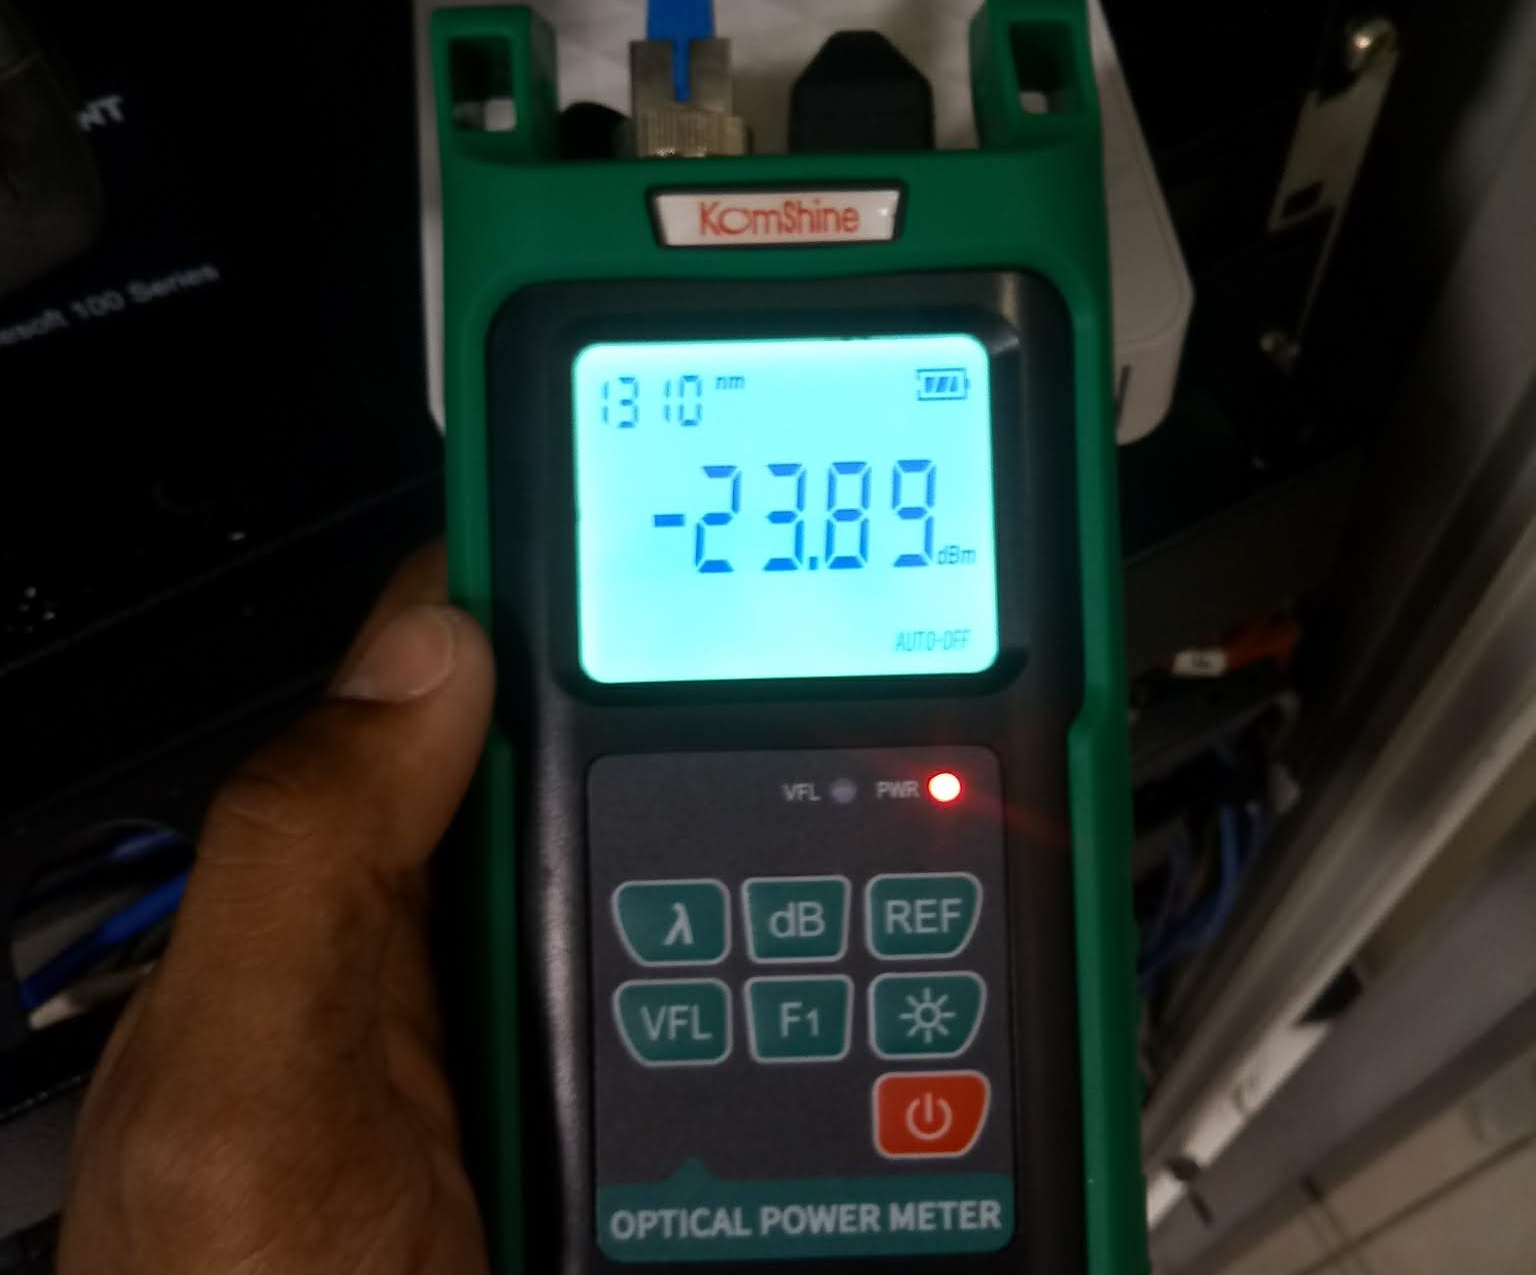 KomShine
1310 nm
-23.89 dBm
AUTO-OFF
VFL PWR
λ dB REF
VFL F1
OPTICAL POWER METER
100 Series